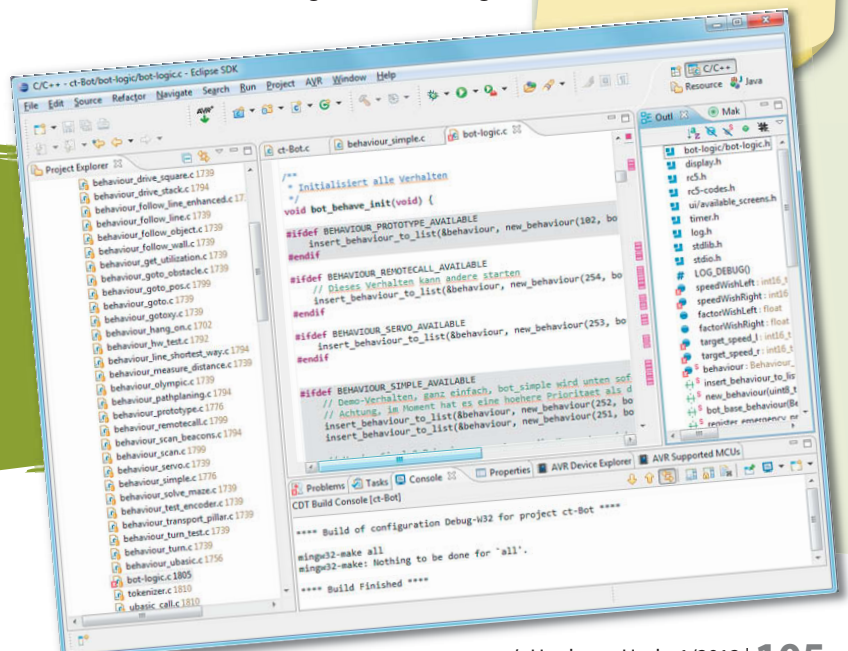 C/C++ - ct-Bot/bot-logic/bot-logic.c - Eclipse SDK
File Edit Source Refactor Navigate Search Run Project AVR Window Help
C/C++
Resource Java
Project Explorer
behaviour_drive_square.c 1739
behaviour_drive_stack.c 1794
behaviour_follow_line_enhanced.c 17
behaviour_follow_line.c 1739
behaviour_follow_object.c 1739
behaviour_follow_wall.c 1739
behaviour_get_utilization.c 1739
behaviour_goto_obstacle.c 1739
behaviour_goto_pos.c 1799
behaviour_goto.c 1739
behaviour_gotoxy.c 1739
behaviour_hang_on.c 1702
behaviour_hw_test.c 1792
behaviour_line_shortest_way.c 1794
behaviour_measure_distance.c 1739
behaviour_olympic.c 1739
behaviour_pathplaning.c 1794
behaviour_prototype.c 1776
behaviour_remotecall.c 1799
behaviour_scan_beacons.c 1794
behaviour_scan.c 1799
behaviour_servo.c 1739
behaviour_simple.c 1776
behaviour_solve_maze.c 1739
behaviour_test_encoder.c 1739
behaviour_transport_pillar.c 1739
behaviour_turn_test.c 1739
behaviour_turn.c 1739
behaviour_ubasic.c 1756
bot-logic.c 1805
tokenizer.c 1810
ubasic_call.c 1810
ct-Bot.c behaviour_simple.c bot-logic.c
/**
* Initialisiert alle Verhalten
*/
void bot_behave_init(void) {
#ifdef BEHAVIOUR_PROTOTYPE_AVAILABLE
insert_behaviour_to_list(&behaviour, new_behaviour(102, bo
#endif
#ifdef BEHAVIOUR_REMOTECALL_AVAILABLE
// Dieses Verhalten kann andere starten
insert_behaviour_to_list(&behaviour, new_behaviour(254, bo
#endif
#ifdef BEHAVIOUR_SERVO_AVAILABLE
insert_behaviour_to_list(&behaviour, new_behaviour(253, bo
#endif
#ifdef BEHAVIOUR_SIMPLE_AVAILABLE
// Demo-Verhalten, ganz einfach, bot_simple wird unten sof
// Achtung, im Moment hat es eine hoehere Prioritaet als d
insert_behaviour_to_list(&behaviour, new_behaviour(252, bo
insert_behaviour_to_list(&behaviour, new_behaviour(251, bo
Outl Mak
bot-logic/bot-logic.h
display.h
rc5.h
rc5-codes.h
ui/available_screens.h
timer.h
log.h
stdlib.h
stdio.h
LOG_DEBUG()
speedWishLeft : int16_t
speedWishRight : int16
factorWishLeft : float
factorWishRight : float
target_speed_l : int16_t
target_speed_r : int16_t
behaviour : Behaviour_
insert_behaviour_to_lis
new_behaviour(uint8_t
bot_base_behaviour(Be
Problems Tasks Console Properties AVR Device Explorer AVR Supported MCUs
CDT Build Console [ct-Bot]
**** Build of configuration Debug-W32 for project ct-Bot ****
mingw32-make all
mingw32-make: Nothing to be done for `all'.
**** Build Finished ****
105